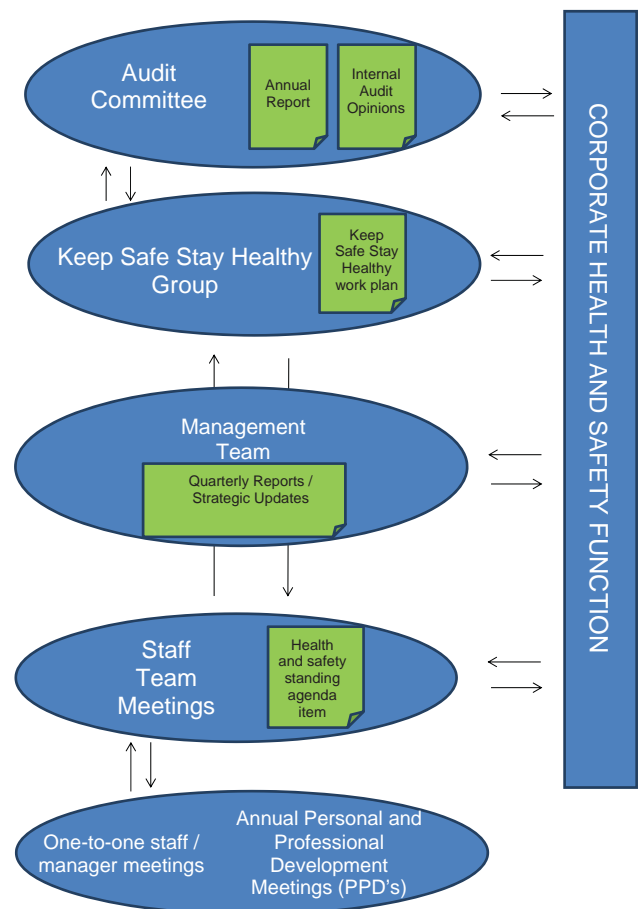 Audit
Committee
Annual
Report
Internal
Audit
Opinions
Keep Safe Stay Healthy
Group
Keep
Safe Stay
Healthy
work plan
Management
Team
Quarterly Reports /
Strategic Updates
Staff
Team
Meetings
Health
and safety
standing
agenda
item
One-to-one staff /
manager meetings
Annual Personal and
Professional
Development
Meetings (PPD's)
CORPORATE HEALTH AND SAFETY FUNCTION